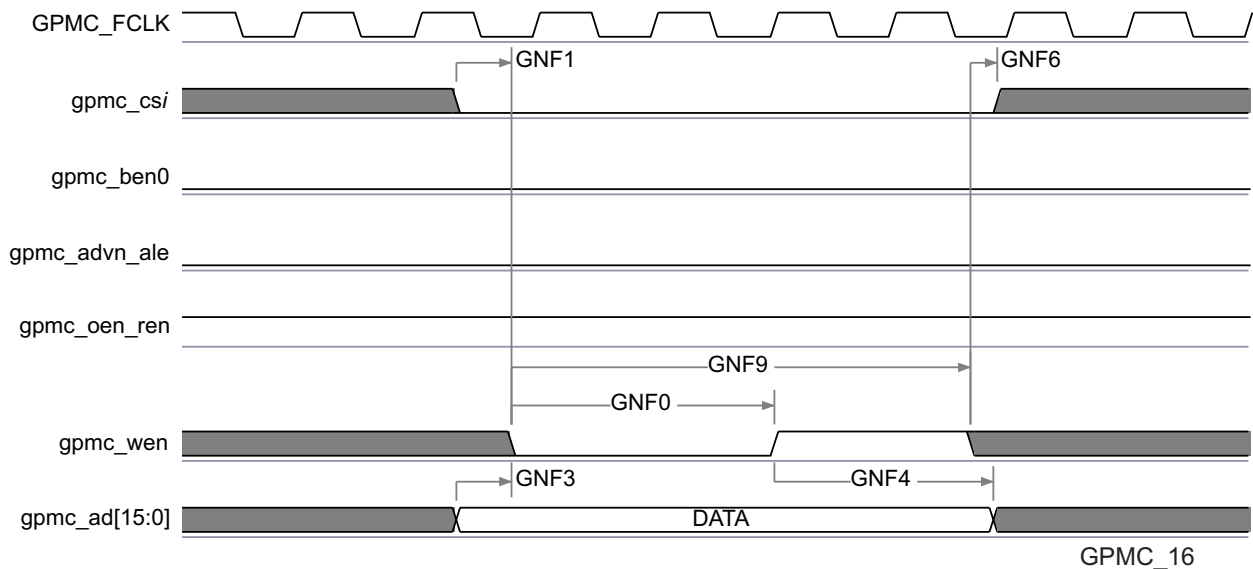 GPMC_FCLK
GNF1
GNF6
gpmc_csi
gpmc_ben0
gpmc_advn_ale
gpmc_oen_ren
GNF9
GNF0
gpmc_wen
GNF3
GNF4
gpmc_ad[15:0]
DATA
GPMC_16